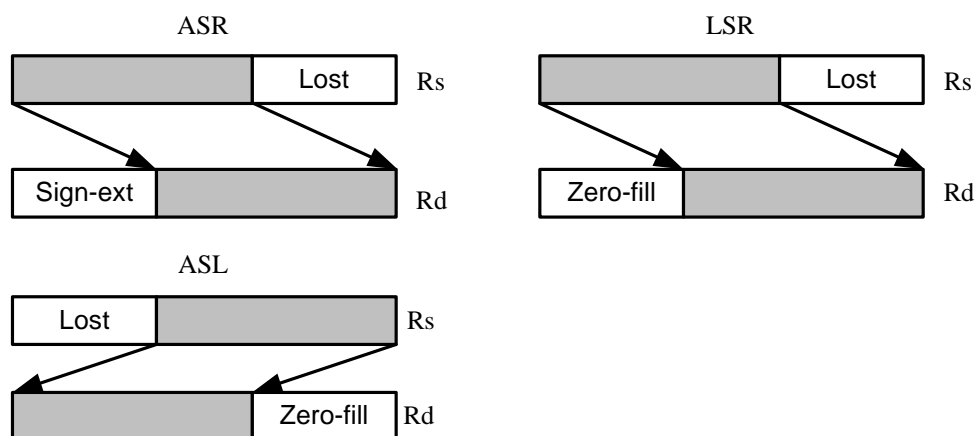 ASR
Lost Rs
Sign-ext Rd
LSR
Lost Rs
Zero-fill Rd
ASL
Lost Rs
Zero-fill Rd